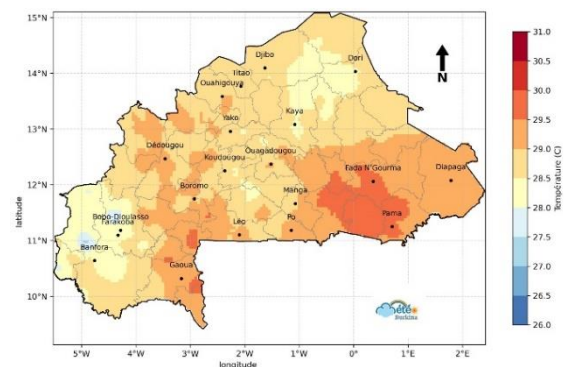 15°N
14°N
13°N
12°N
11°N
10°N
latitude
Djibo
Titao
Dori
Ouahigouya
Kaya
Yako
Dédougou
Ouagadougou
Koudougou
Fada N'Gourma
Diapaga
Boromo
Manga
Bobo-Dioulasso
Farakoba
Léo
Po
Pama
Banfora
Gaoua
N
météo
Burkina
5°W 4°W 3°W 2°W 1°W 0° 1°E 2°E
longitude
31.0
30.5
30.0
29.5
29.0
28.5
28.0
27.5
27.0
26.5
26.0
Température (C)